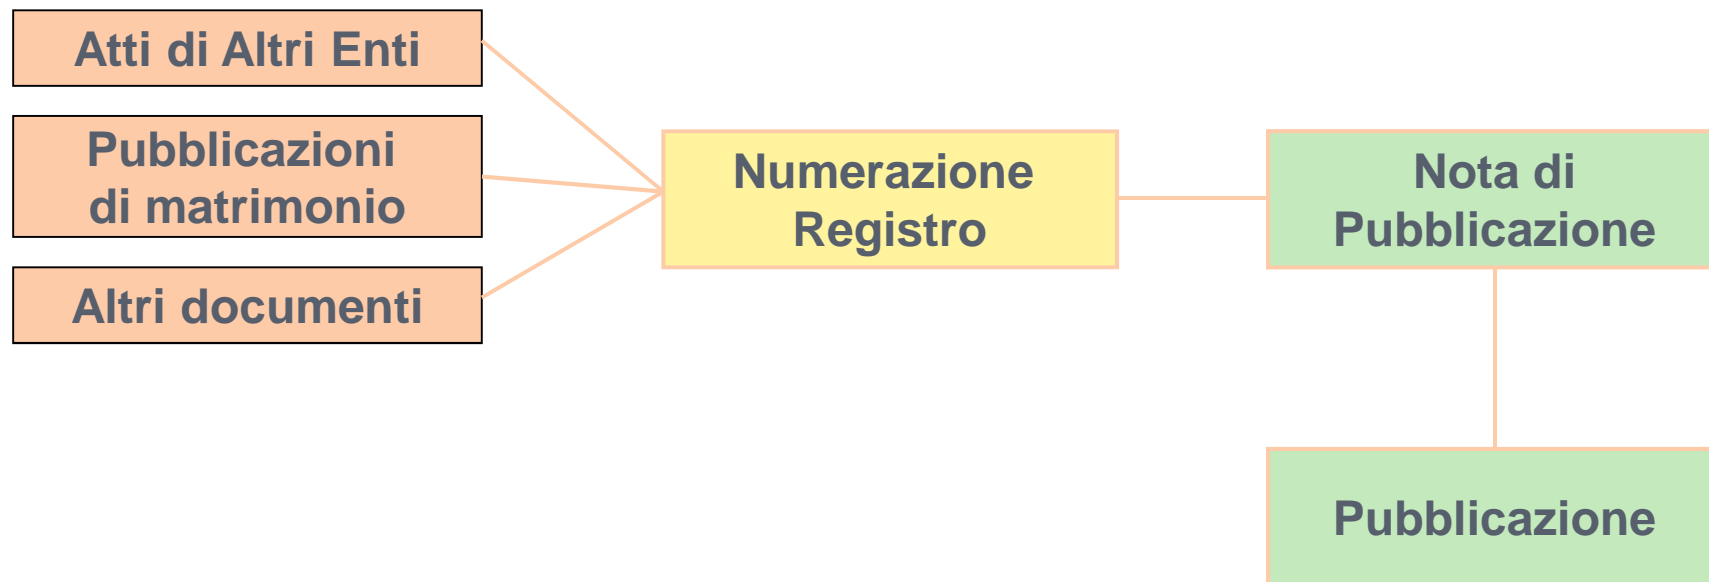 Atti di Altri Enti
Pubblicazioni
di matrimonio
Altri documenti
Numerazione
Registro
Nota di
Pubblicazione
Pubblicazione